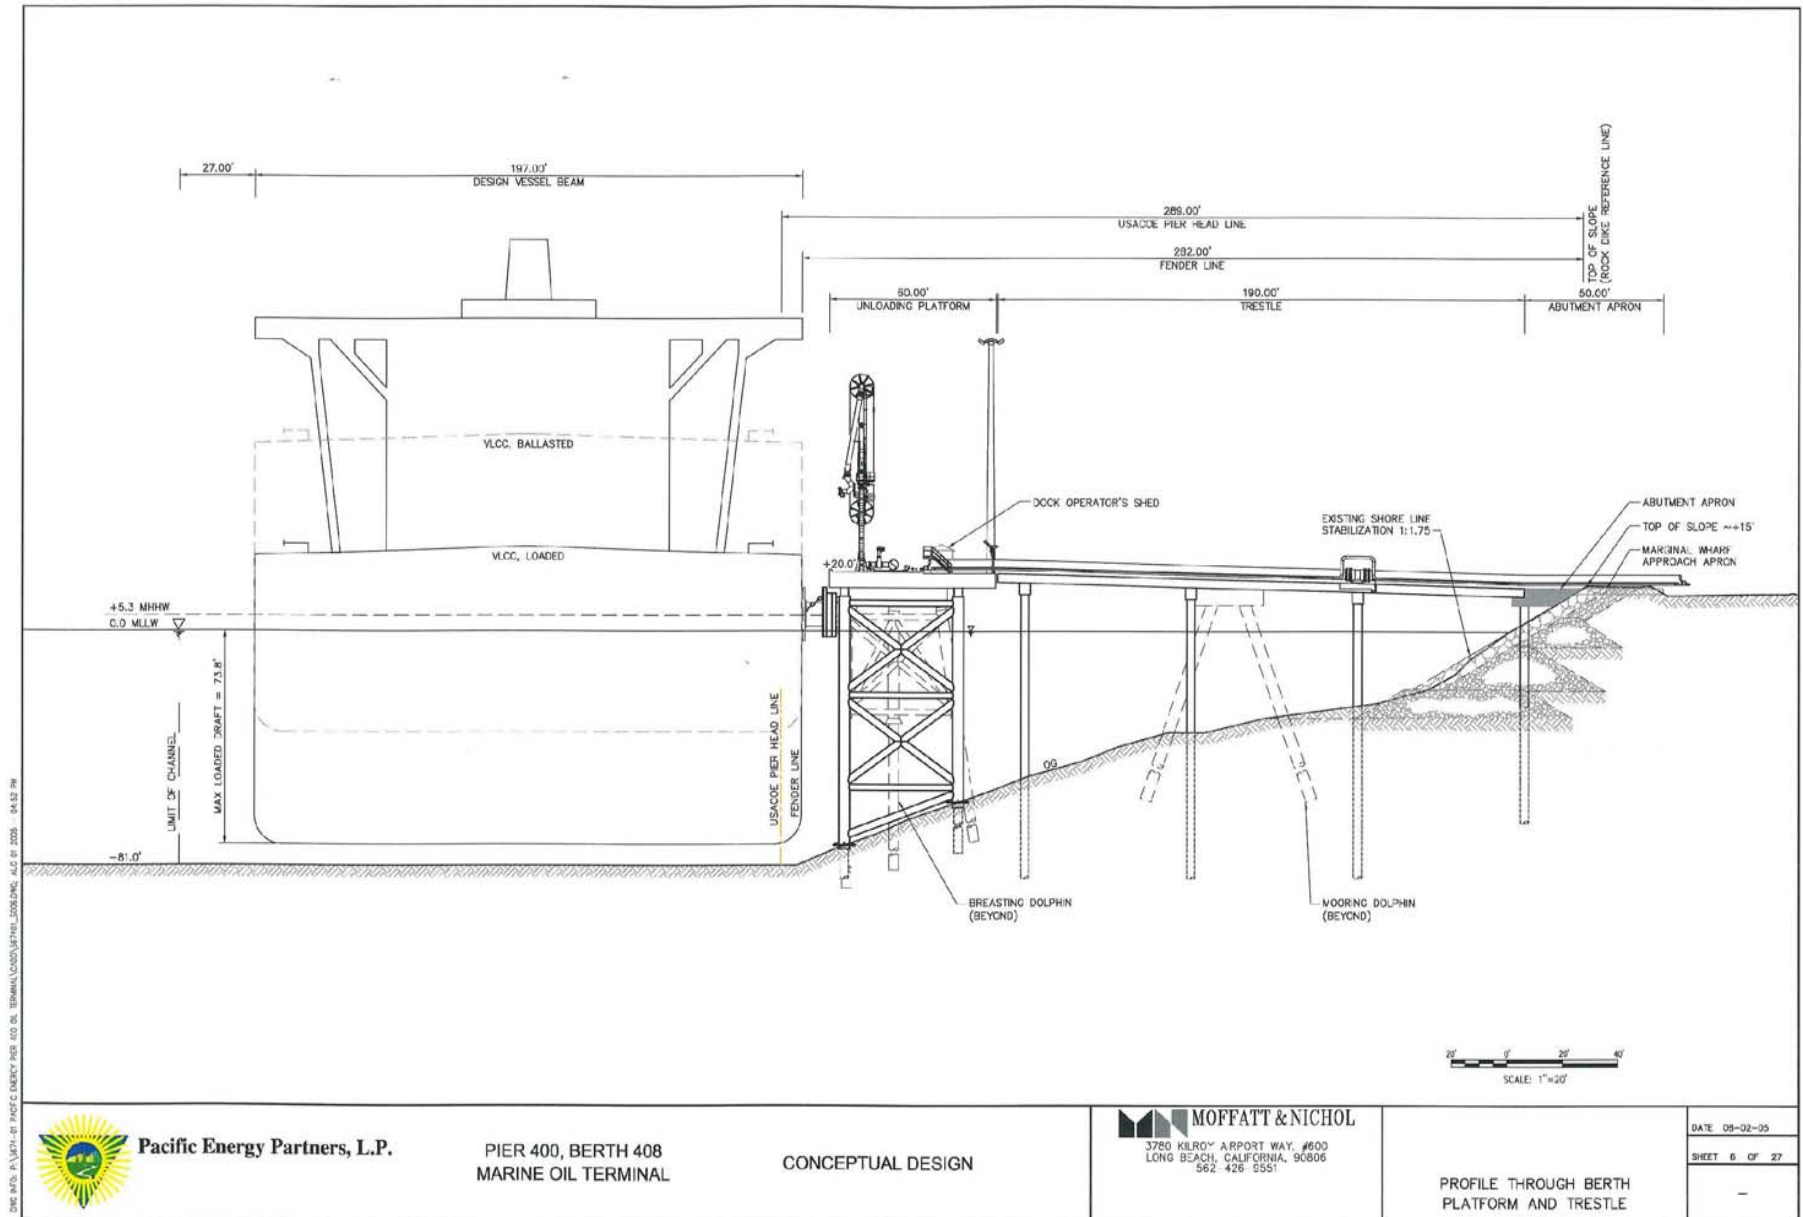 27.00'
197.00'
DESIGN VESSEL BEAM
289.00'
USACOE PIER HEAD LINE
282.00'
FENDER LINE
TOP OF SLOPE
(ROCK DIKE REFERENCE LINE)
60.00'
UNLOADING PLATFORM
190.00'
TRESTLE
50.00'
ABUTMENT APRON
VLCC, BALLASTED
VLCC, LOADED
DOCK OPERATOR'S SHED
EXISTING SHORE LINE
STABILIZATION 1:1.75
ABUTMENT APRON
TOP OF SLOPE ~+15'
MARGINAL WHARF
APPROACH APRON
+20.0'
+5.3 MHHW
0.0 MLLW
MAX LOADED DRAFT = 73.8'
LIMIT OF CHANNEL
USACOE PIER HEAD LINE
FENDER LINE
-81.0'
BREASTING DOLPHIN
(BEYOND)
MOORING DOLPHIN
(BEYOND)
20' 0' 20' 40'
SCALE: 1"=20'
Pacific Energy Partners, L.P.
PIER 400, BERTH 408
MARINE OIL TERMINAL
CONCEPTUAL DESIGN
MOFFATT & NICHOL
3780 KILROY AIRPORT WAY, #600
LONG BEACH, CALIFORNIA, 90806
562-426-9551
PROFILE THROUGH BERTH
PLATFORM AND TRESTLE
DATE 08-02-05
SHEET 6 OF 27